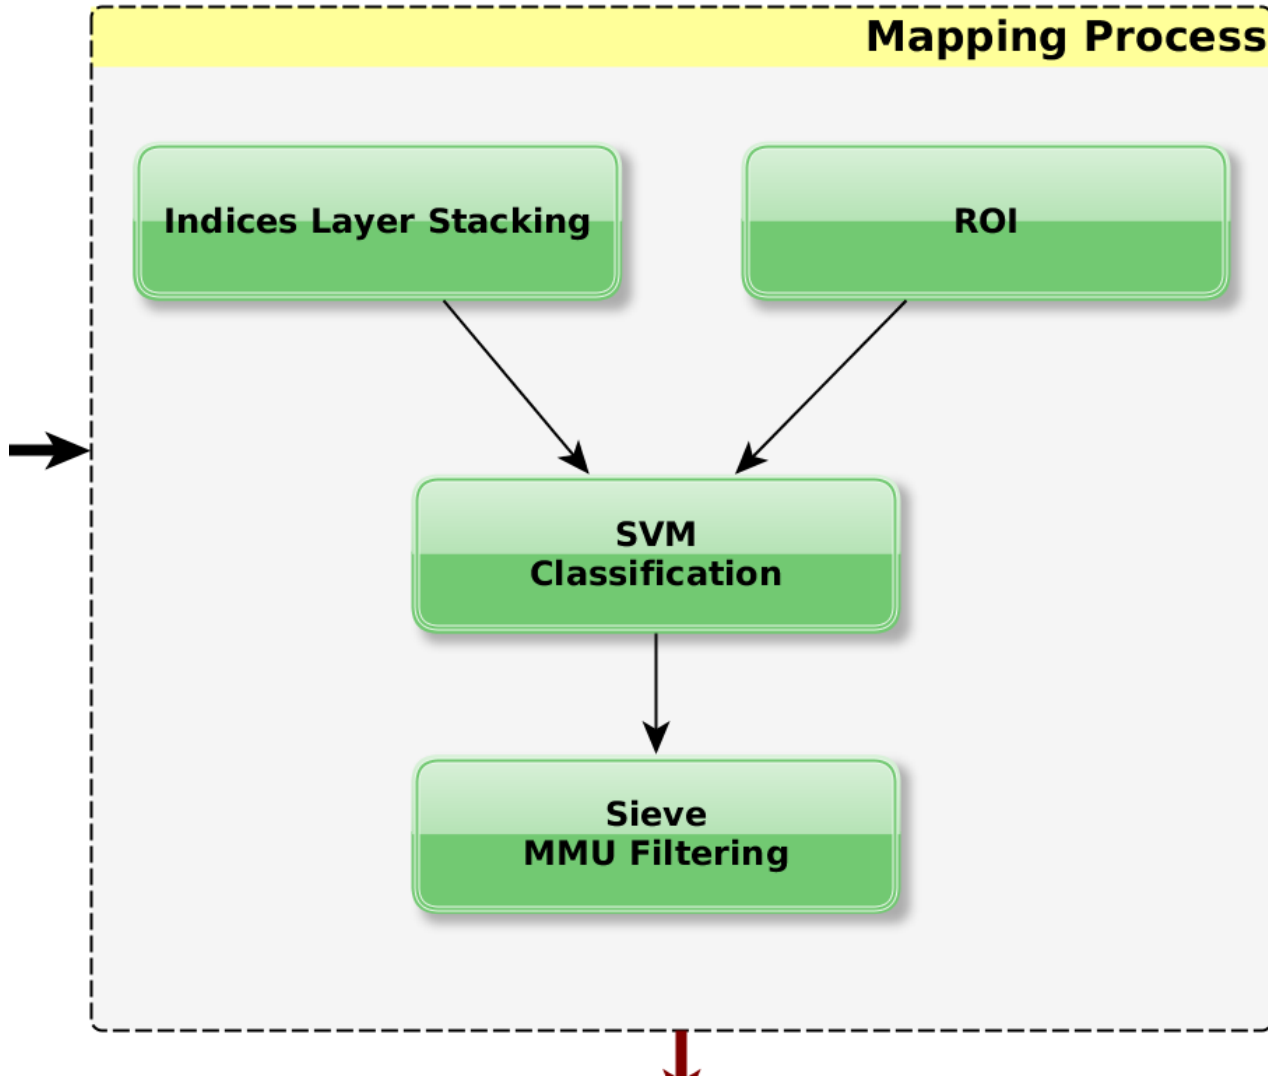 Mapping Process
Indices Layer Stacking
ROI
SVM
Classification
Sieve
MMU Filtering